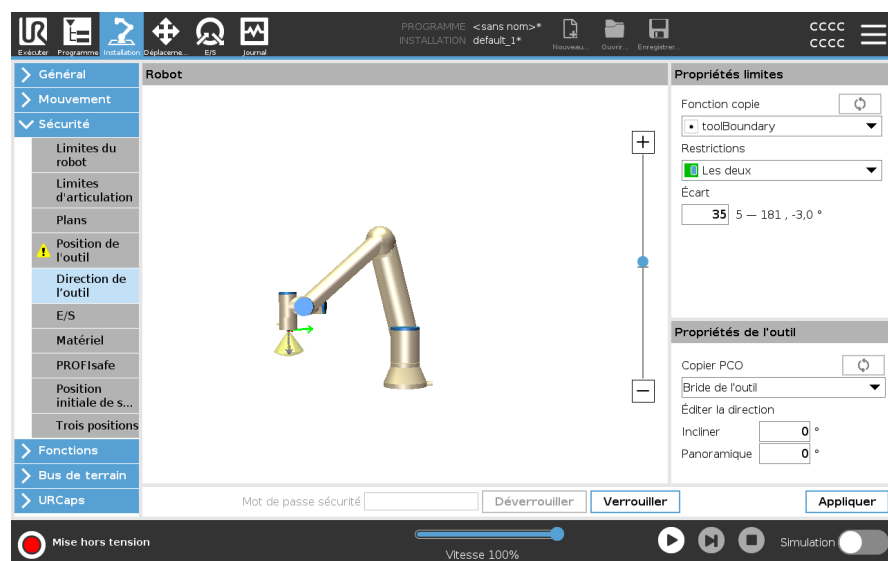 PROGRAMME <sans nom>*
INSTALLATION default_1*
Exécuter
Programme
Installation
Déplaceme...
E/S
Journal
Nouveau...
Ouvrir...
Enregistrer...
CCCC
CCCC
Général
Mouvement
Sécurité
Limites du
robot
Limites
d'articulation
Plans
Position de
l'outil
Direction de
l'outil
E/S
Matériel
PROFIsafe
Position
initiale de s...
Trois positions
Fonctions
Bus de terrain
URCaps
Robot
Propriétés limites
Fonction copie
toolBoundary
Restrictions
Les deux
Écart
35 5 — 181 , -3,0 °
Propriétés de l'outil
Copier PCO
Bride de l'outil
Éditer la direction
Incliner 0 °
Panoramique 0 °
Mot de passe sécurité
Déverrouiller
Verrouiller
Appliquer
Mise hors tension
Vitesse 100%
Simulation